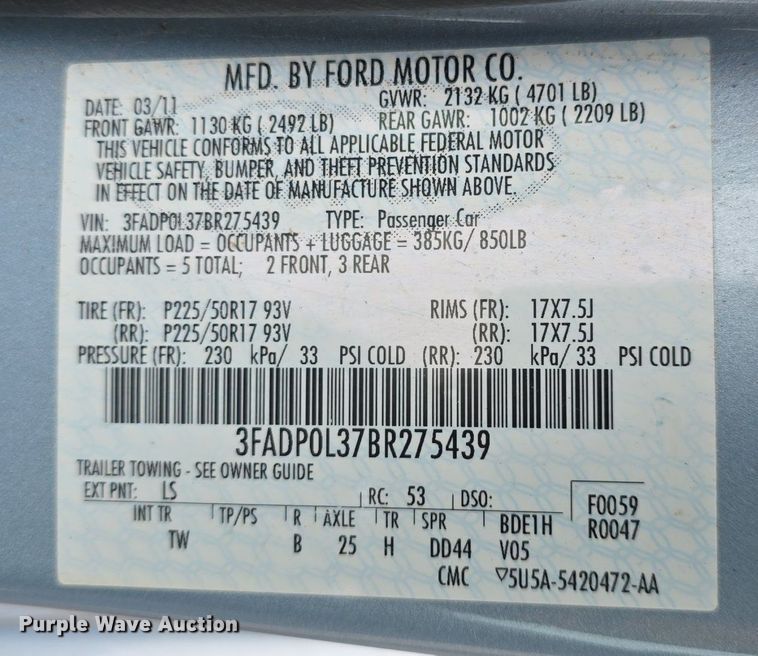 MFD. BY FORD MOTOR CO.
DATE: 03/11 GVWR: 2132 KG ( 4701 LB)
FRONT GAWR: 1130 KG ( 2492 LB) REAR GAWR: 1002 KG ( 2209 LB)
THIS VEHICLE CONFORMS TO ALL APPLICABLE FEDERAL MOTOR
VEHICLE SAFETY, BUMPER, AND THEFT PREVENTION STANDARDS
IN EFFECT ON THE DATE OF MANUFACTURE SHOWN ABOVE.
VIN: 3FADP0L37BR275439 TYPE: Passenger Car
MAXIMUM LOAD = OCCUPANTS + LUGGAGE = 385KG/ 850LB
OCCUPANTS = 5 TOTAL; 2 FRONT, 3 REAR
TIRE (FR): P225/50R17 93V RIMS (FR): 17X7.5J
(RR): P225/50R17 93V (RR): 17X7.5J
PRESSURE (FR): 230 kPa/ 33 PSI COLD (RR): 230 kPa/ 33 PSI COLD
3FADP0L37BR275439
TRAILER TOWING - SEE OWNER GUIDE
EXT PNT: LS RC: 53 DSO: F0059
INT TR TP/PS R AXLE TR SPR BDE1H R0047
TW B 25 H DD44 V05
CMC ▽5U5A-5420472-AA
Purple Wave Auction